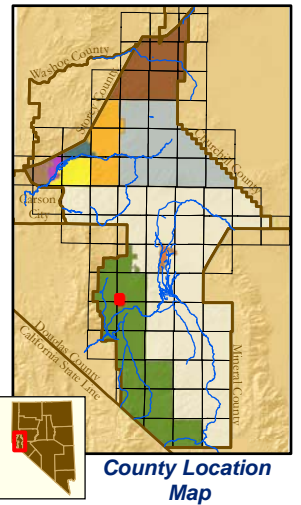 Washoe County
Storey County
Churchill County
Carson
City
Douglas County
California State Line
Mineral County
County Location
Map